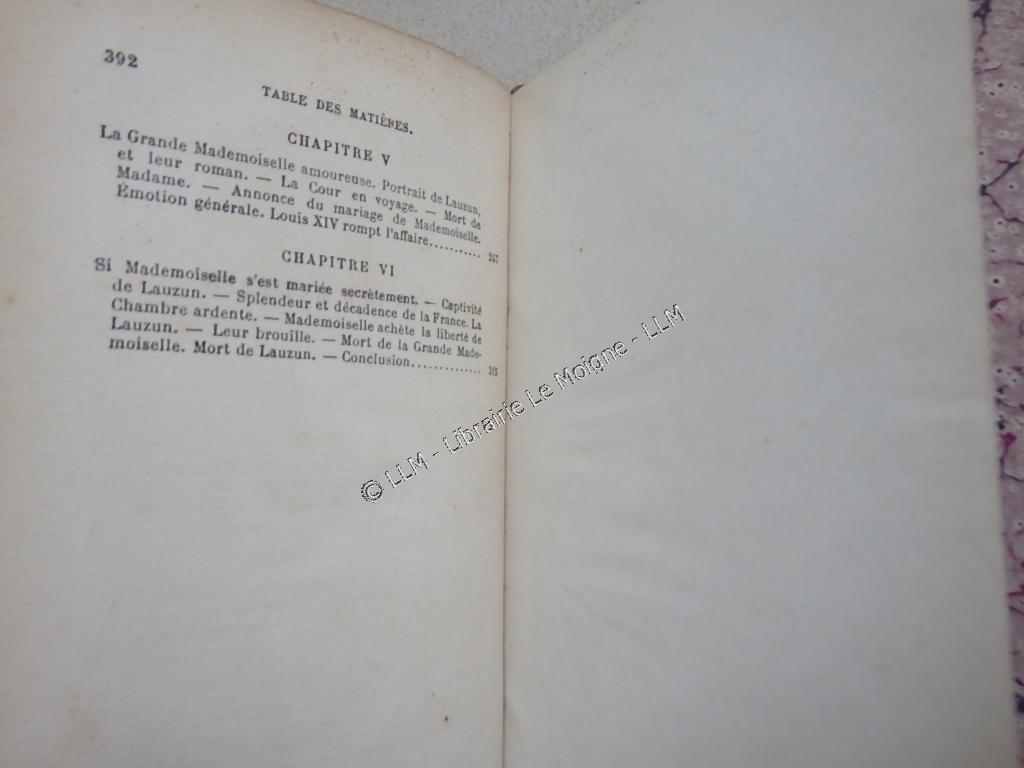 392
TABLE DES MATIÈRES.
CHAPITRE V
La Grande Mademoiselle amoureuse. Portrait de Lauzun,
et leur roman. — La Cour en voyage. — Mort de
Madame. — Annonce du mariage de Mademoiselle.
Émotion générale. Louis XIV rompt l'affaire........... 247
CHAPITRE VI
Si Mademoiselle s'est mariée secrètement. — Captivité
de Lauzun. — Splendeur et décadence de la France. La
Chambre ardente. — Mademoiselle achète la liberté de
Lauzun. — Leur brouille. — Mort de la Grande Made-
moiselle. Mort de Lauzun. — Conclusion............. 315
© LLM - Librairie Le Moigne - LLM